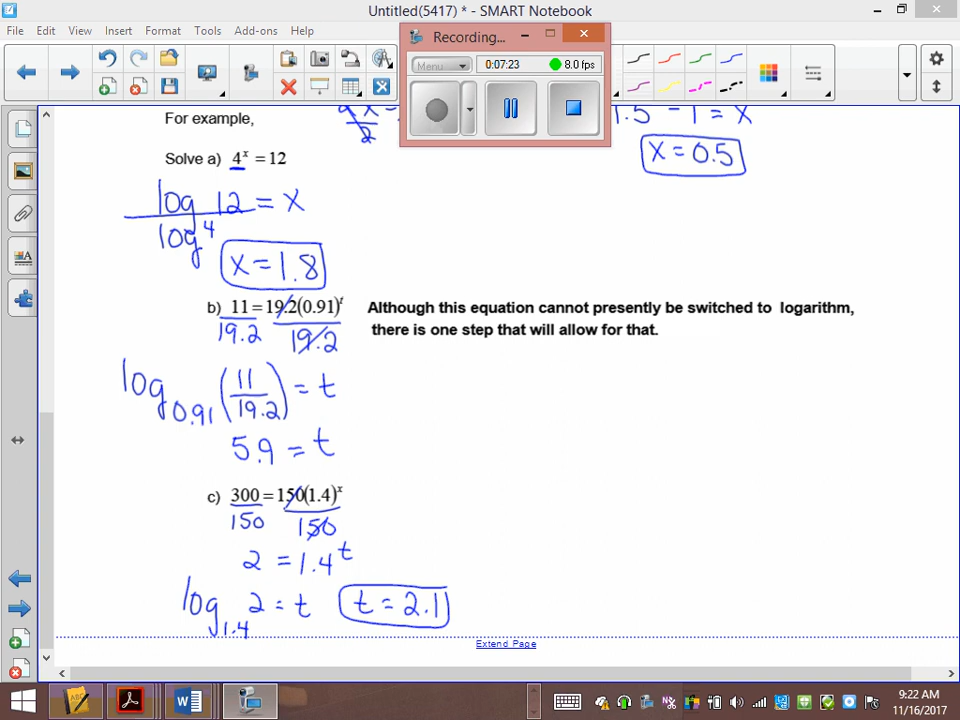 Untitled(5417) * - SMART Notebook
File Edit View Insert Format Tools Add-ons Help
Recording...
Menu 0:07:23 8.0 fps
For example,
1.5 - 1 = x
x = 0.5
Solve a) 4^x = 12
log 12 = x
log 4
x = 1.8
b) 11 = 19.2(0.91)^t Although this equation cannot presently be switched to logarithm,
19.2 19.2 there is one step that will allow for that.
log_0.91 (11/19.2) = t
5.9 = t
c) 300 = 150(1.4)^x
150 150
2 = 1.4^t
log_1.4 2 = t t = 2.1
Extend Page
9:22 AM
11/16/2017